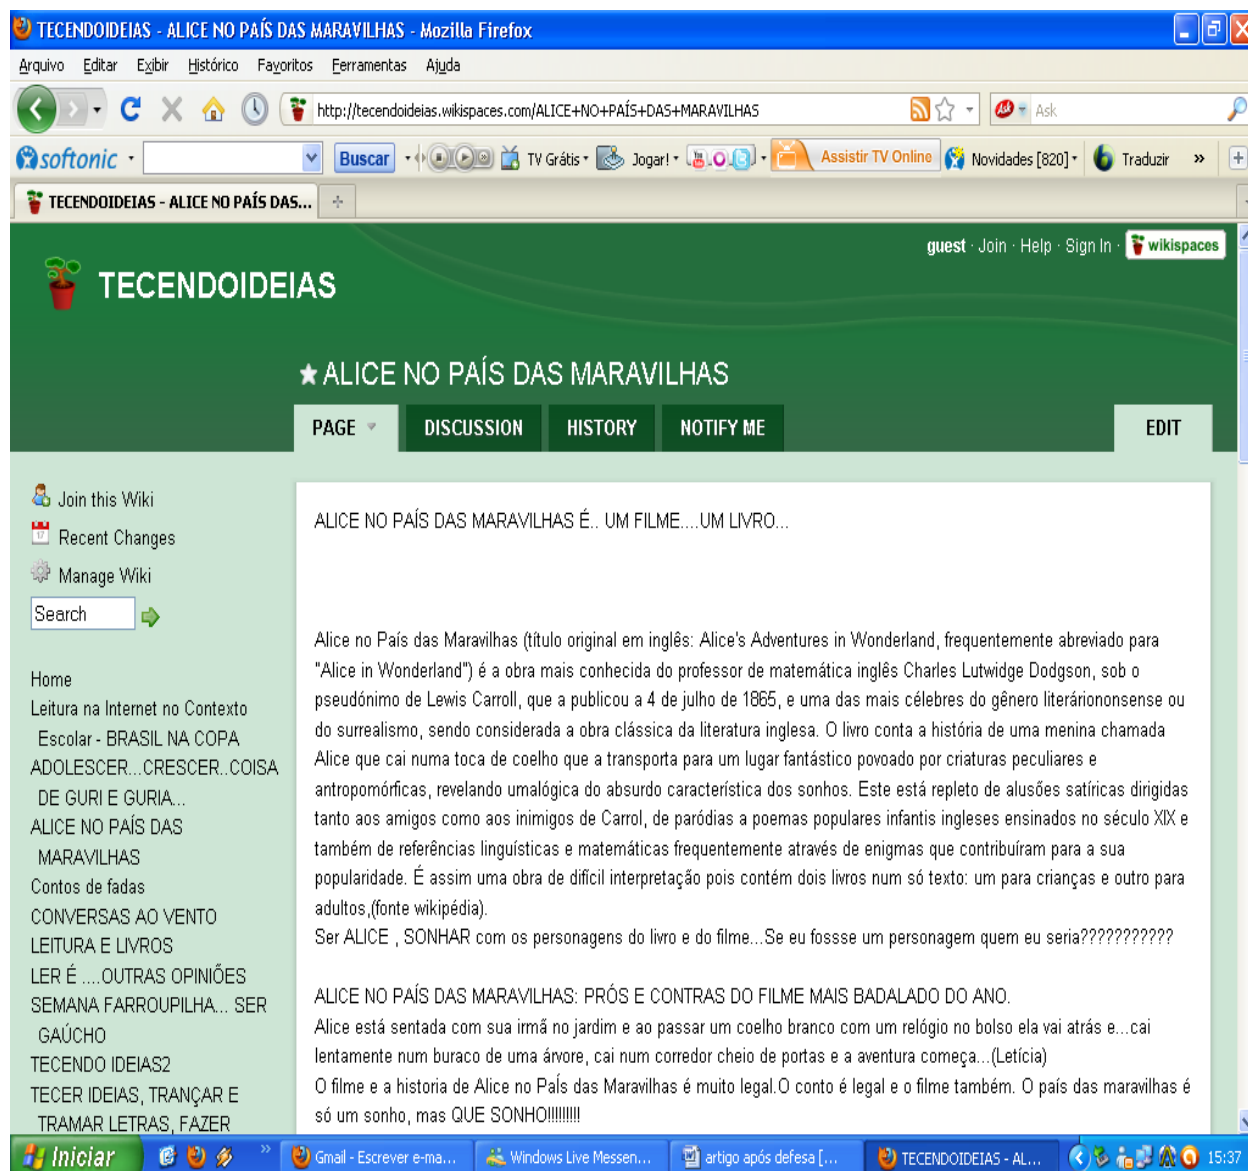 TECENDOIDEIAS - ALICE NO PAÍS DAS MARAVILHAS - Mozilla Firefox
Arquivo Editar Exibir Histórico Favoritos Ferramentas Ajuda
http://tecendoideias.wikispaces.com/ALICE+NO+PAÍS+DAS+MARAVILHAS
Ask
softonic Buscar TV Grátis Jogar! Assistir TV Online Novidades [820] Traduzir »
TECENDOIDEIAS - ALICE NO PAÍS DAS...
guest · Join · Help · Sign In · wikispaces
TECENDOIDEIAS
ALICE NO PAÍS DAS MARAVILHAS
PAGE DISCUSSION HISTORY NOTIFY ME EDIT
Join this Wiki
Recent Changes
Manage Wiki
Search
Home
Leitura na Internet no Contexto
Escolar - BRASIL NA COPA
ADOLESCER...CRESCER..COISA
DE GURI E GURIA...
ALICE NO PAÍS DAS
MARAVILHAS
Contos de fadas
CONVERSAS AO VENTO
LEITURA E LIVROS
LER É ....OUTRAS OPINIÕES
SEMANA FARROUPILHA... SER
GAÚCHO
TECENDO IDEIAS2
TECER IDEIAS, TRANÇAR E
TRAMAR LETRAS, FAZER
ALICE NO PAÍS DAS MARAVILHAS É.. UM FILME....UM LIVRO...
Alice no País das Maravilhas (título original em inglês: Alice's Adventures in Wonderland, frequentemente abreviado para
"Alice in Wonderland") é a obra mais conhecida do professor de matemática inglês Charles Lutwidge Dodgson, sob o
pseudónimo de Lewis Carroll, que a publicou a 4 de julho de 1865, e uma das mais célebres do gênero literáriononsense ou
do surrealismo, sendo considerada a obra clássica da literatura inglesa. O livro conta a história de uma menina chamada
Alice que cai numa toca de coelho que a transporta para um lugar fantástico povoado por criaturas peculiares e
antropomórficas, revelando umalógica do absurdo característica dos sonhos. Este está repleto de alusões satíricas dirigidas
tanto aos amigos como aos inimigos de Carrol, de paródias a poemas populares infantis ingleses ensinados no século XIX e
também de referências linguísticas e matemáticas frequentemente através de enigmas que contribuíram para a sua
popularidade. É assim uma obra de difícil interpretação pois contém dois livros num só texto: um para crianças e outro para
adultos,(fonte wikipédia).
Ser ALICE , SONHAR com os personagens do livro e do filme...Se eu fossse um personagem quem eu seria???????????
ALICE NO PAÍS DAS MARAVILHAS: PRÓS E CONTRAS DO FILME MAIS BADALADO DO ANO.
Alice está sentada com sua irmã no jardim e ao passar um coelho branco com um relógio no bolso ela vai atrás e...cai
lentamente num buraco de uma árvore, cai num corredor cheio de portas e a aventura começa...(Letícia)
O filme e a historia de Alice no País das Maravilhas é muito legal.O conto é legal e o filme também. O país das maravilhas é
só um sonho, mas QUE SONHO!!!!!!!!!
Iniciar » Gmail - Escrever e-ma... Windows Live Messen... artigo após defesa [... TECENDOIDEIAS - AL... 15:37